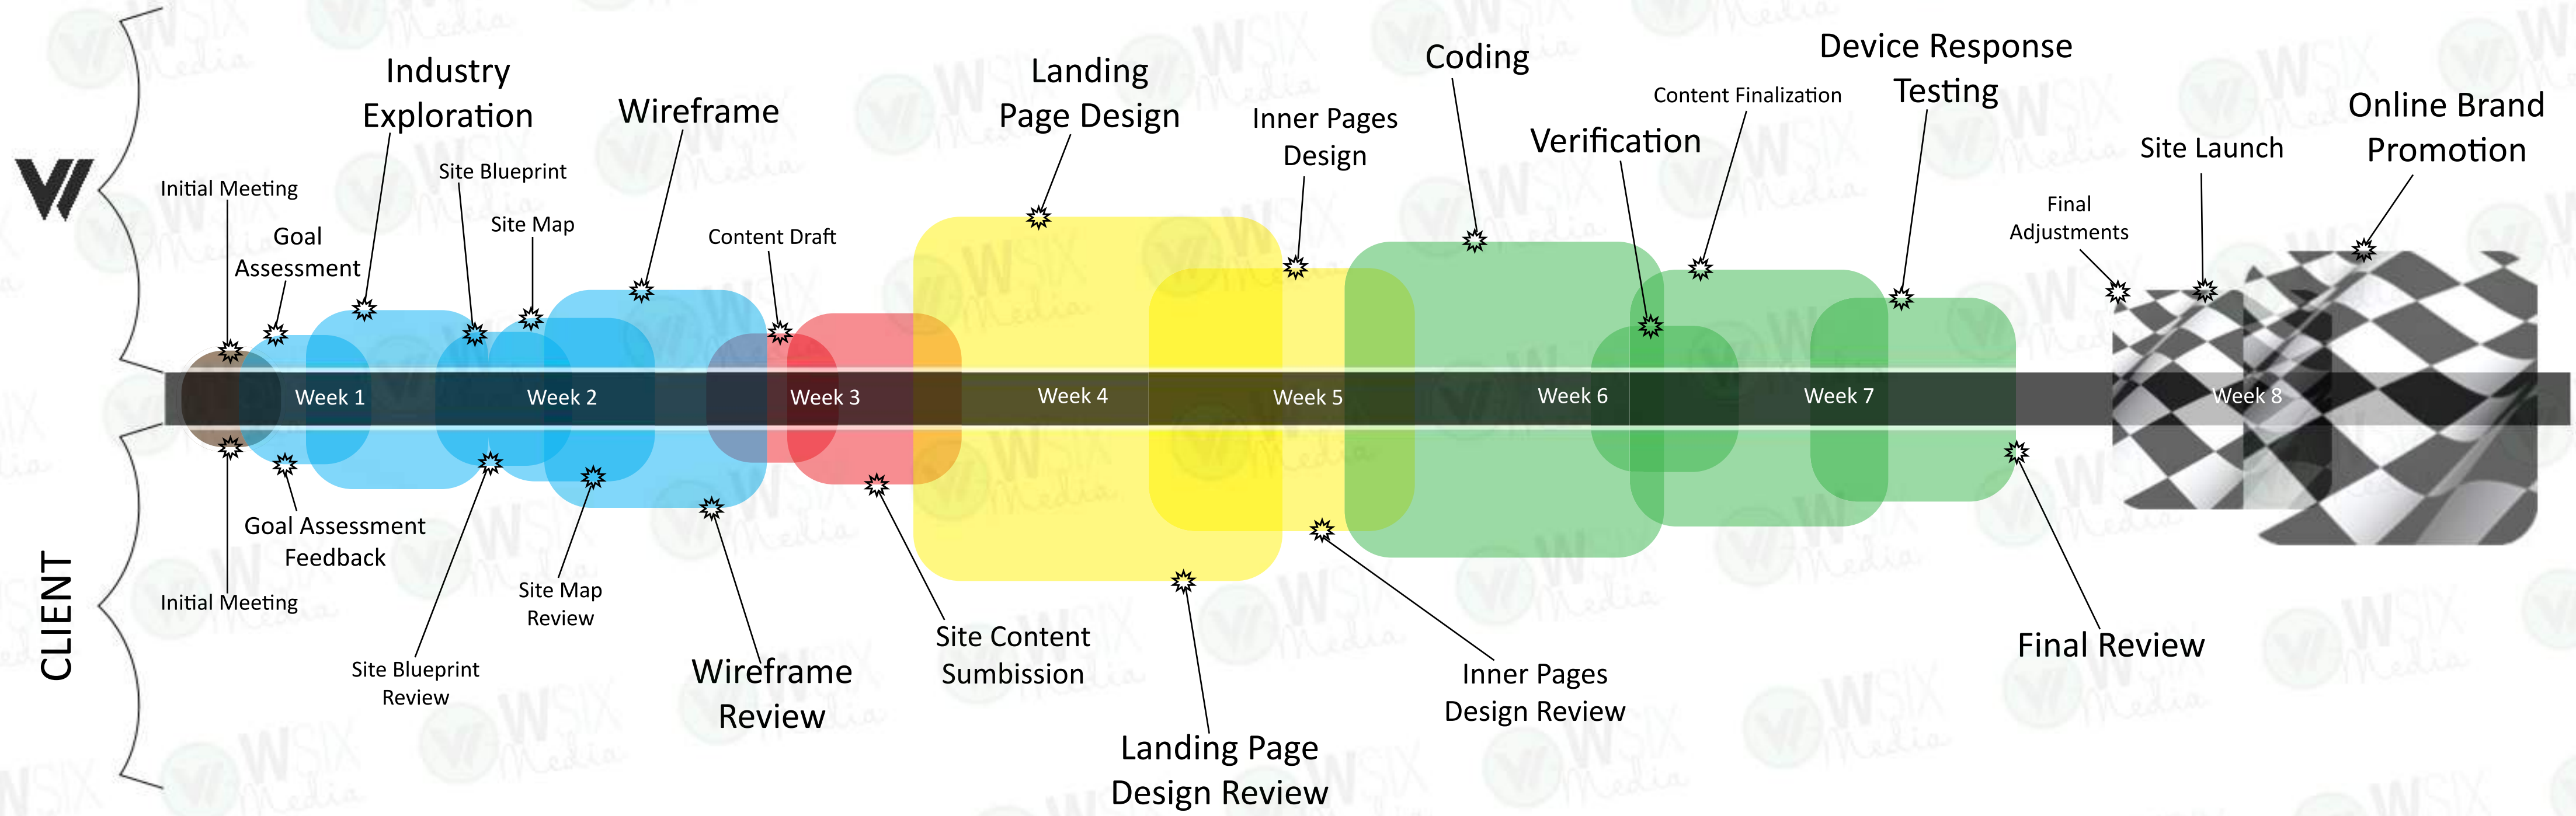 Industry
Exploration
Wireframe
Initial Meeting
Goal
Assessment
Site Blueprint
Site Map
Content Draft
Landing
Page Design
Inner Pages
Design
Coding
Verification
Content Finalization
Device Response
Testing
Final
Adjustments
Site Launch
Online Brand
Promotion
Week 1
Week 2
Week 3
Week 4
Week 5
Week 6
Week 7
Week 8
CLIENT
Initial Meeting
Goal Assessment
Feedback
Site Blueprint
Review
Site Map
Review
Wireframe
Review
Site Content
Sumbission
Landing Page
Design Review
Inner Pages
Design Review
Final Review
WSIX
Media